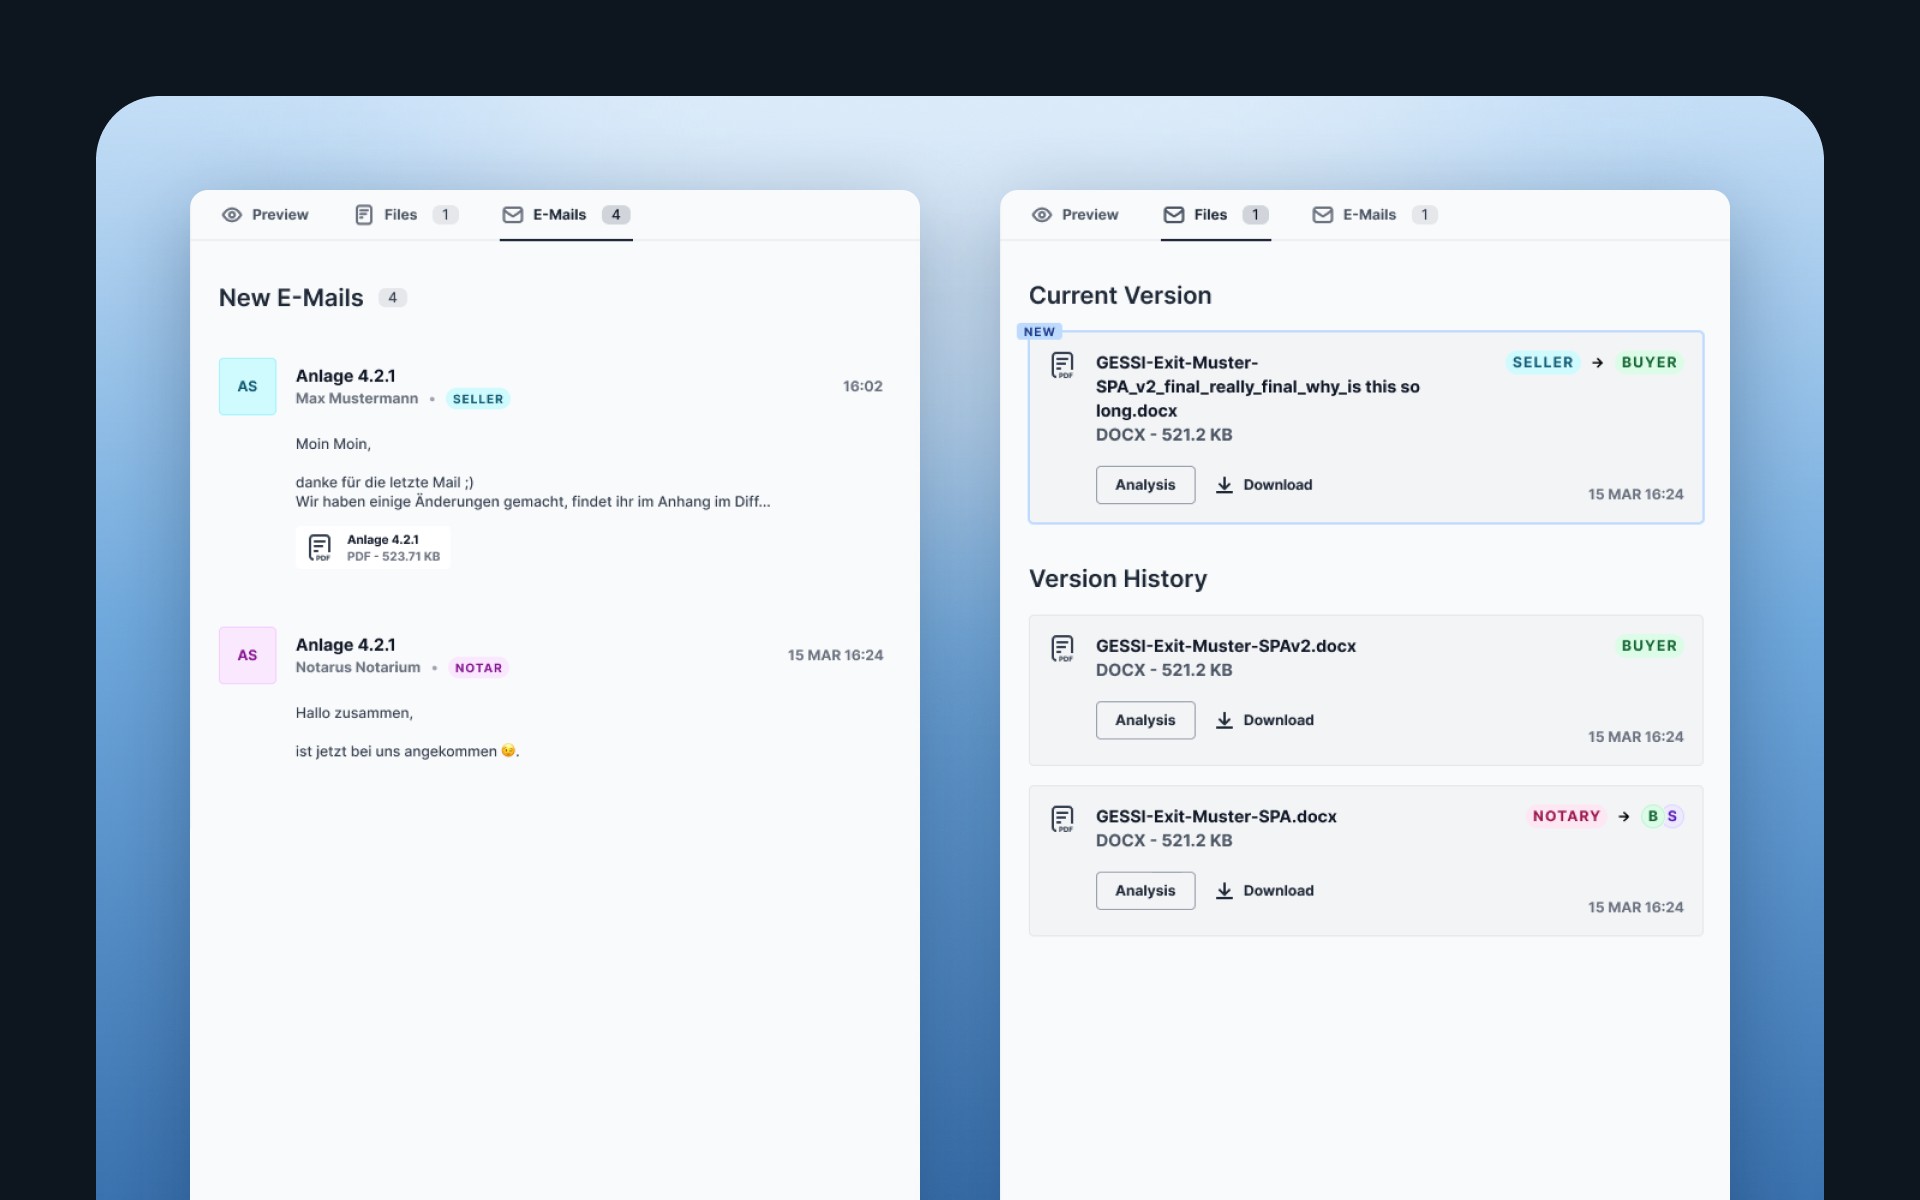 Preview Files 1 E-Mails 4
New E-Mails 4
AS
Anlage 4.2.1
Max Mustermann • SELLER
16:02
Moin Moin,
danke für die letzte Mail ;)
Wir haben einige Änderungen gemacht, findet ihr im Anhang im Diff...
PDF
Anlage 4.2.1
PDF - 523.71 KB
AS
Anlage 4.2.1
Notarus Notarium • NOTAR
15 MAR 16:24
Hallo zusammen,
ist jetzt bei uns angekommen 😉.
Preview Files 1 E-Mails 1
Current Version
NEW
PDF
GESSI-Exit-Muster-
SPA_v2_final_really_final_why_is this so
long.docx
DOCX - 521.2 KB
SELLER → BUYER
Analysis Download
15 MAR 16:24
Version History
PDF
GESSI-Exit-Muster-SPAv2.docx
DOCX - 521.2 KB
BUYER
Analysis Download
15 MAR 16:24
PDF
GESSI-Exit-Muster-SPA.docx
DOCX - 521.2 KB
NOTARY → B S
Analysis Download
15 MAR 16:24